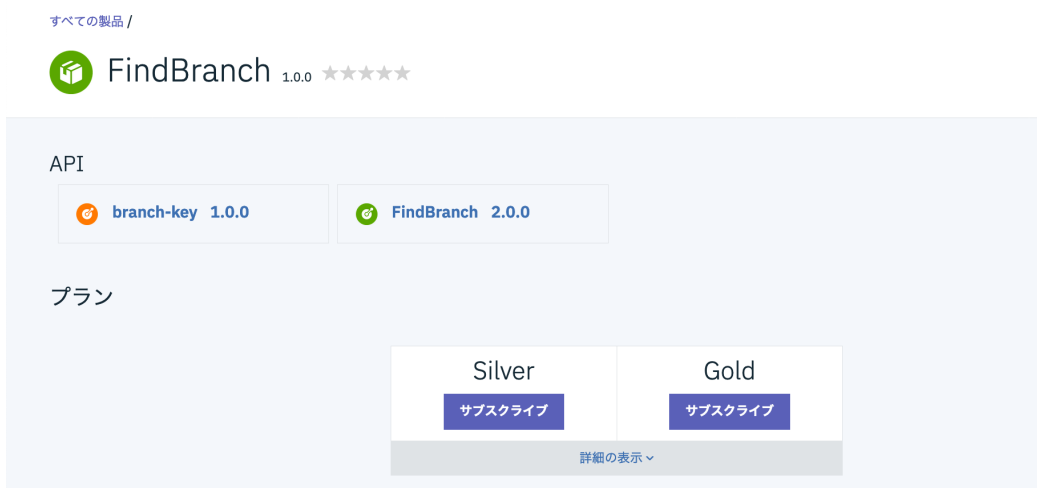 すべての製品 /
FindBranch 1.0.0
API
branch-key 1.0.0
FindBranch 2.0.0
プラン
Silver
Gold
サブスクライブ
サブスクライブ
詳細の表示